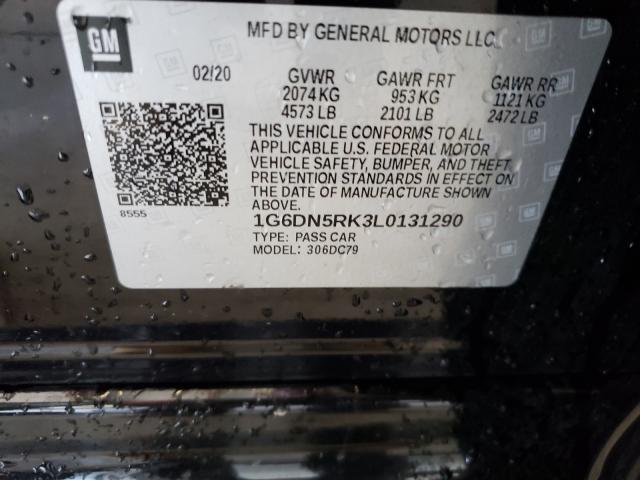 GM
MFD BY GENERAL MOTORS LLC
02/20 GVWR GAWR FRT GAWR RR
2074 KG 953 KG 1121 KG
4573 LB 2101 LB 2472 LB
THIS VEHICLE CONFORMS TO ALL
APPLICABLE U.S. FEDERAL MOTOR
VEHICLE SAFETY, BUMPER, AND THEFT
PREVENTION STANDARDS IN EFFECT ON
THE DATE OF MANUFACTURE SHOWN
ABOVE.
8555
1G6DN5RK3L0131290
TYPE: PASS CAR
MODEL: 306DC79